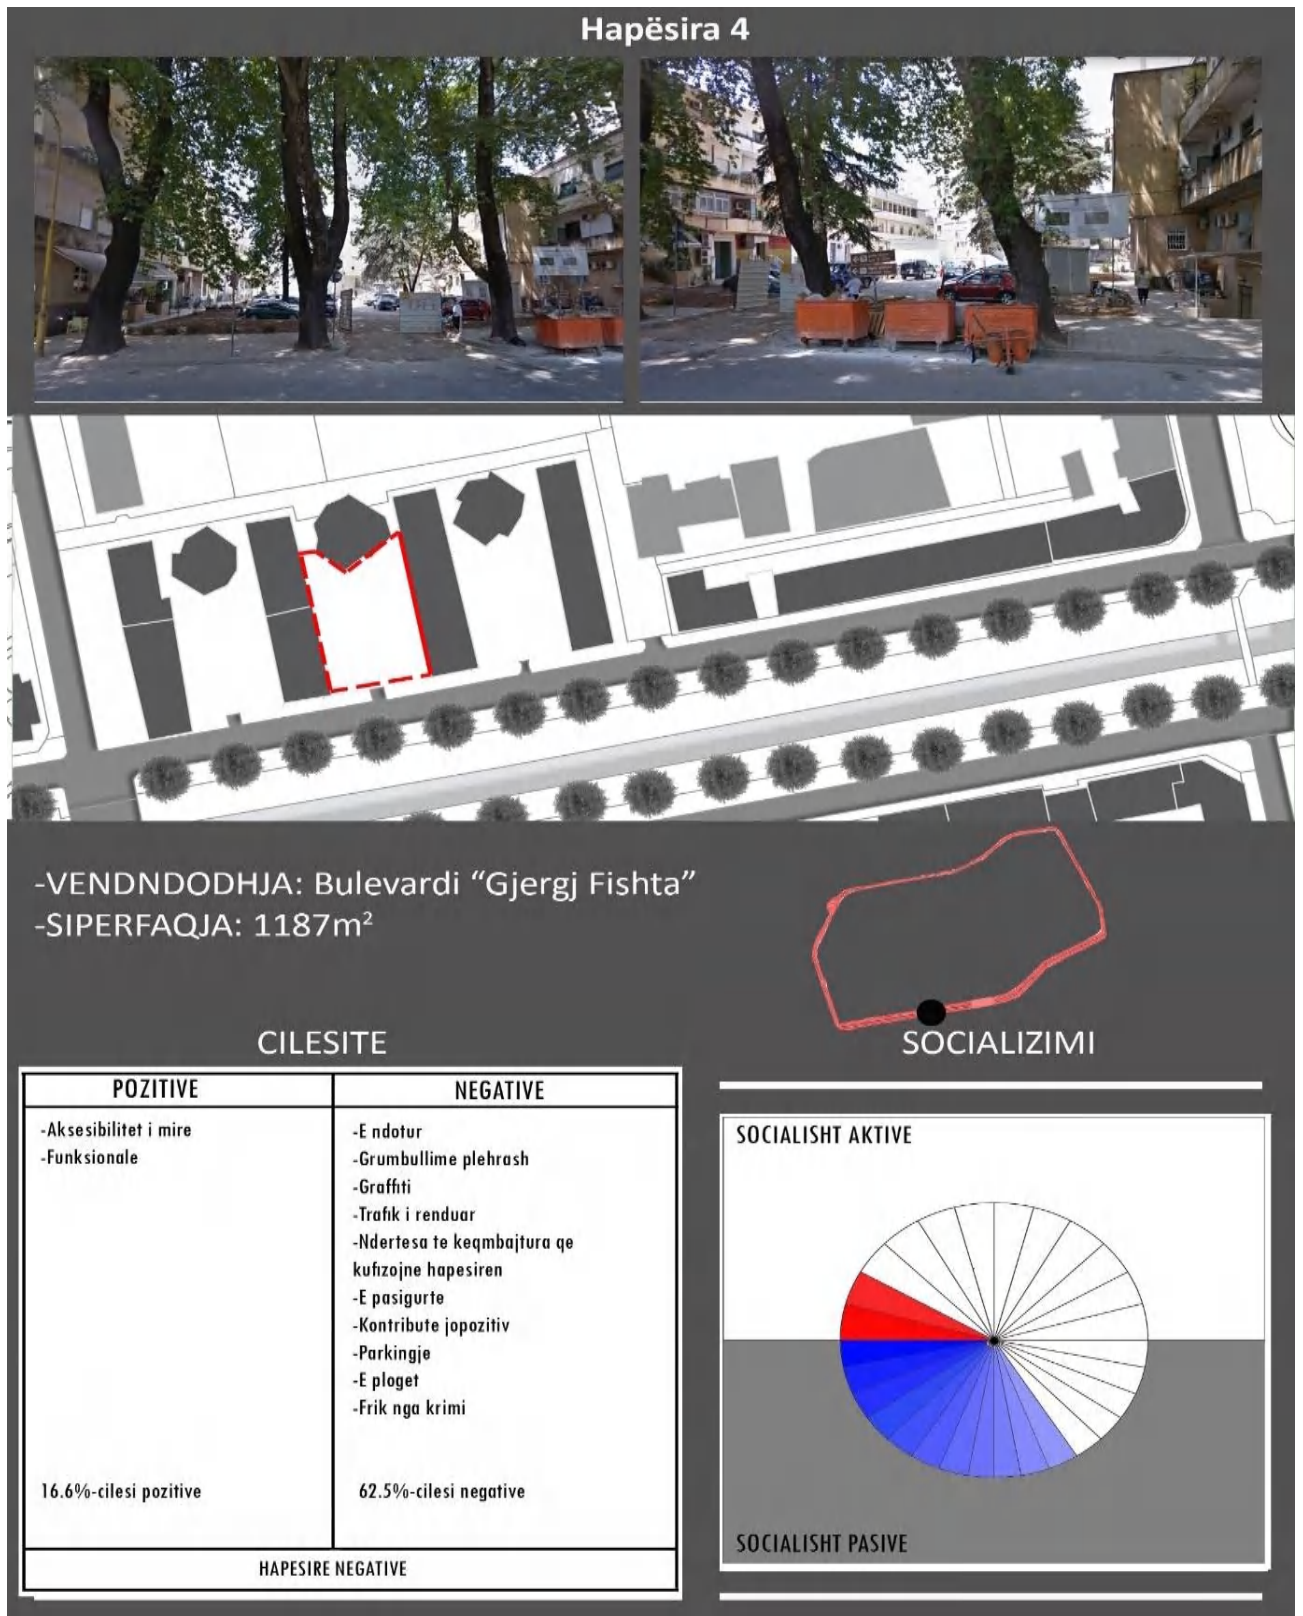 Hapësira 4
-VENDNDODHJA: Bulevardi “Gjergj Fishta”
-SIPERFAQJA: 1187m²
CILESITE
POZITIVE
-Aksesibilitet i mire
-Funksionale
16.6%-cilesi pozitive
NEGATIVE
-E ndotur
-Grumbullime plehrash
-Graffiti
-Trafik i renduar
-Ndertesa te keqmbajtura qe
kufizojne hapesiren
-E pasigurte
-Kontribute jopozitiv
-Parkingje
-E ploget
-Frik nga krimi
62.5%-cilesi negative
HAPESIRE NEGATIVE
SOCIALIZIMI
SOCIALISHT AKTIVE
SOCIALISHT PASIVE